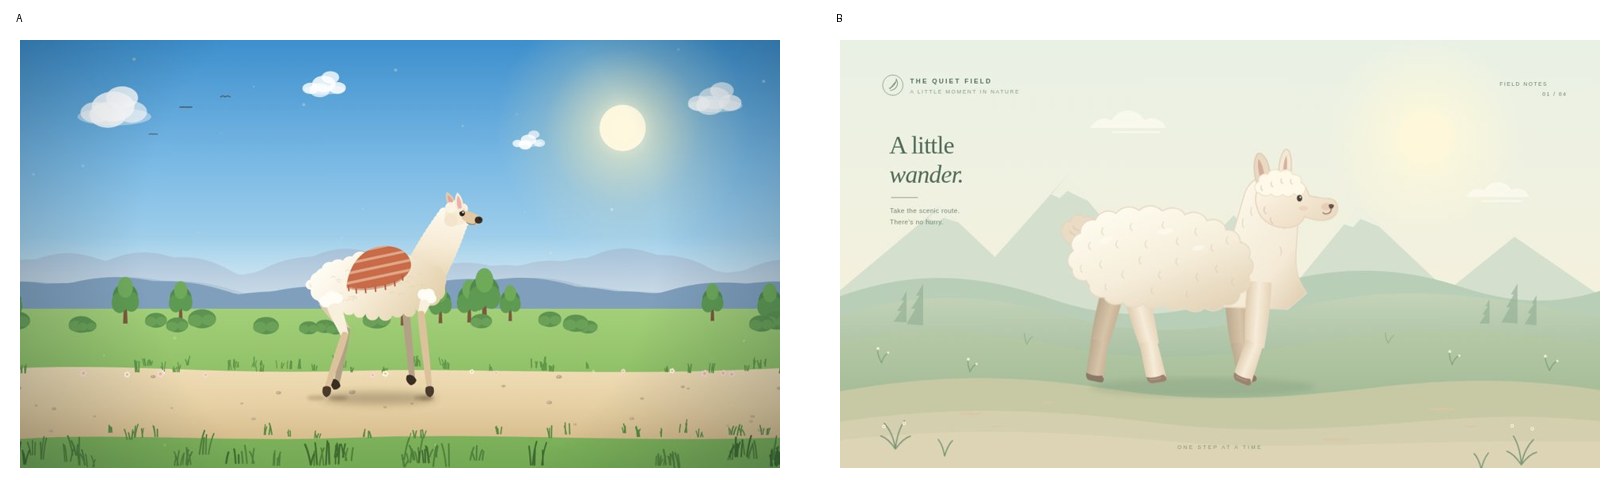 A
B
THE QUIET FIELD
A LITTLE MOMENT IN NATURE
FIELD NOTES
01 / 04
A little
wander.
Take the scenic route.
There's no hurry.
ONE STEP AT A TIME